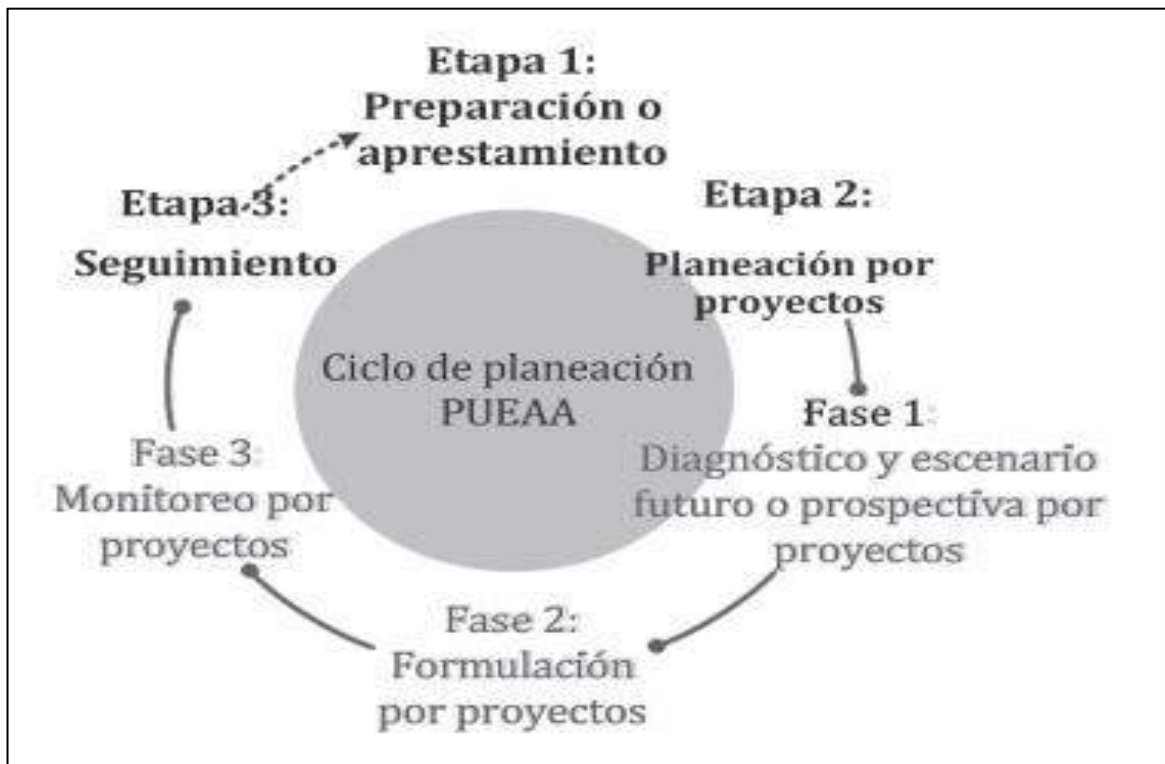 Etapa 1:
Preparación o
aprestamiento
Etapa 2:
Planeación por
proyectos
Fase 1:
Diagnóstico y escenario
futuro o prospectiva por
proyectos
Fase 2:
Formulación
por proyectos
Fase 3:
Monitoreo por
proyectos
Etapa 3:
Seguimiento
Ciclo de planeación
PUEAA